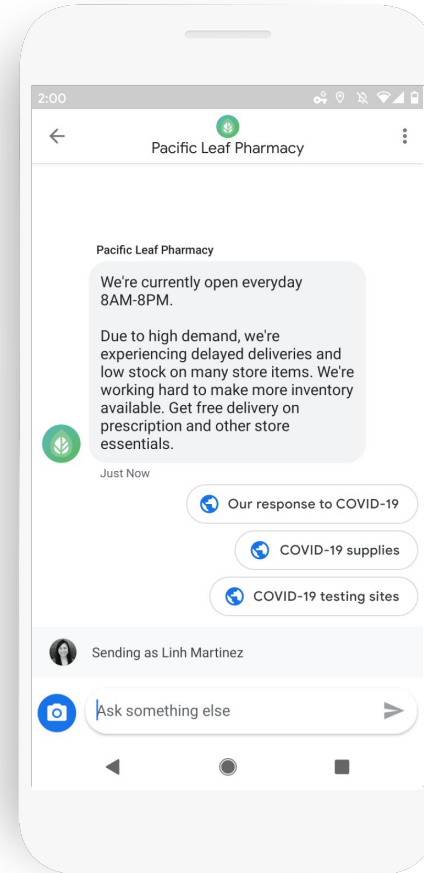 2:00
Pacific Leaf Pharmacy
Pacific Leaf Pharmacy
We're currently open everyday
8AM-8PM.
Due to high demand, we're
experiencing delayed deliveries and
low stock on many store items. We're
working hard to make more inventory
available. Get free delivery on
prescription and other store
essentials.
Just Now
Our response to COVID-19
COVID-19 supplies
COVID-19 testing sites
Sending as Linh Martinez
Ask something else